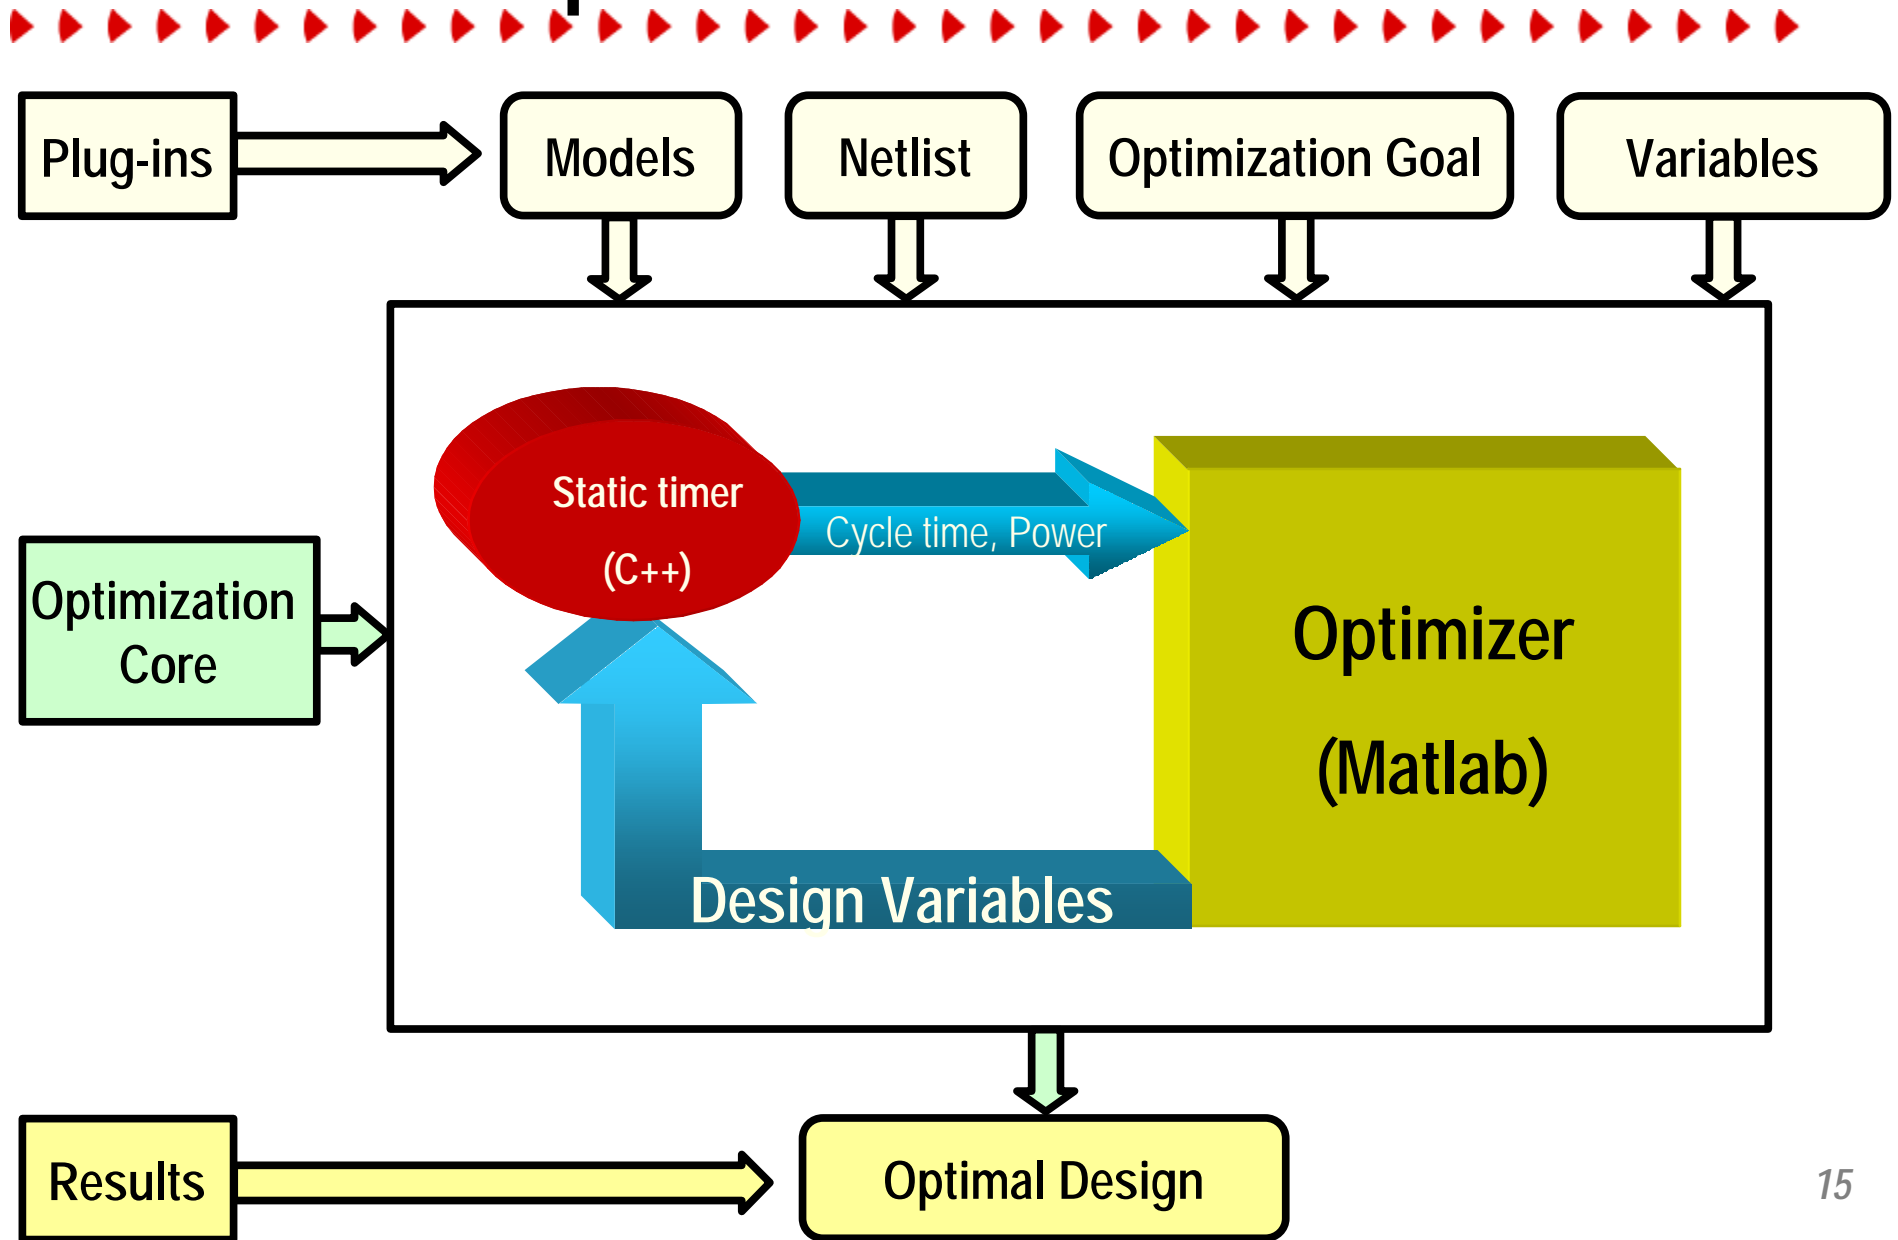 Plug-ins
Models
Netlist
Optimization Goal
Variables
Static timer
(C++)
Cycle time, Power
Optimization
Core
Optimizer
(Matlab)
Design Variables
Results
Optimal Design
15